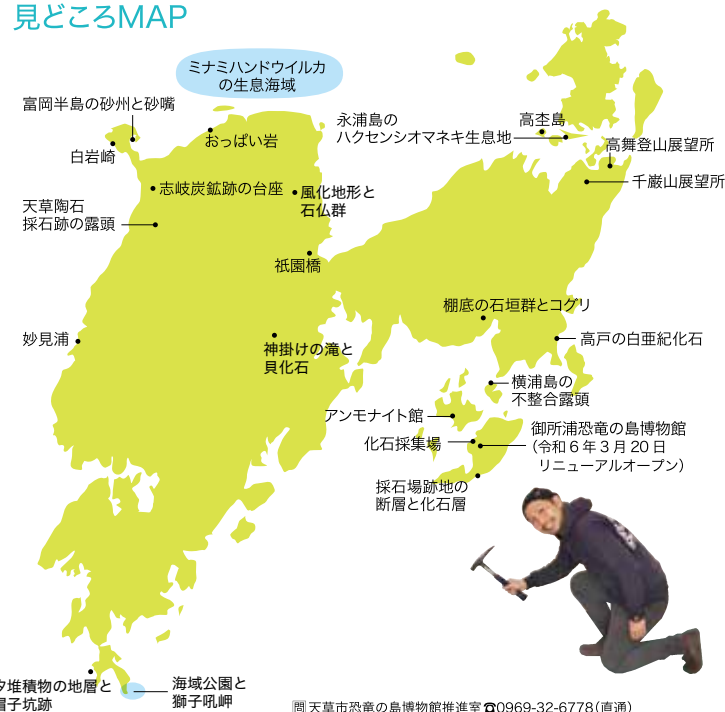 見どころMAP
ミナミハンドウイルカ
の生息海域
富岡半島の砂州と砂嘴
白岩崎
おっぱい岩
永浦島の
ハクセンシオマネキ生息地
高杢島
高舞登山展望所
千巌山展望所
志岐炭鉱跡の台座
風化地形と
石仏群
天草陶石
採石跡の露頭
祇園橋
棚底の石垣群とコグリ
妙見浦
神掛けの滝と
貝化石
高戸の白亜紀化石
横浦島の
不整合露頭
アンモナイト館
化石採集場
御所浦恐竜の島博物館
(令和6年3月20日
リニューアルオープン)
採石場跡地の
断層と化石層
堆積物の地層と
帽子坑跡
海域公園と
獅子吼岬
問天草市恐竜の島博物館推進室☎0969-32-6778(直通)